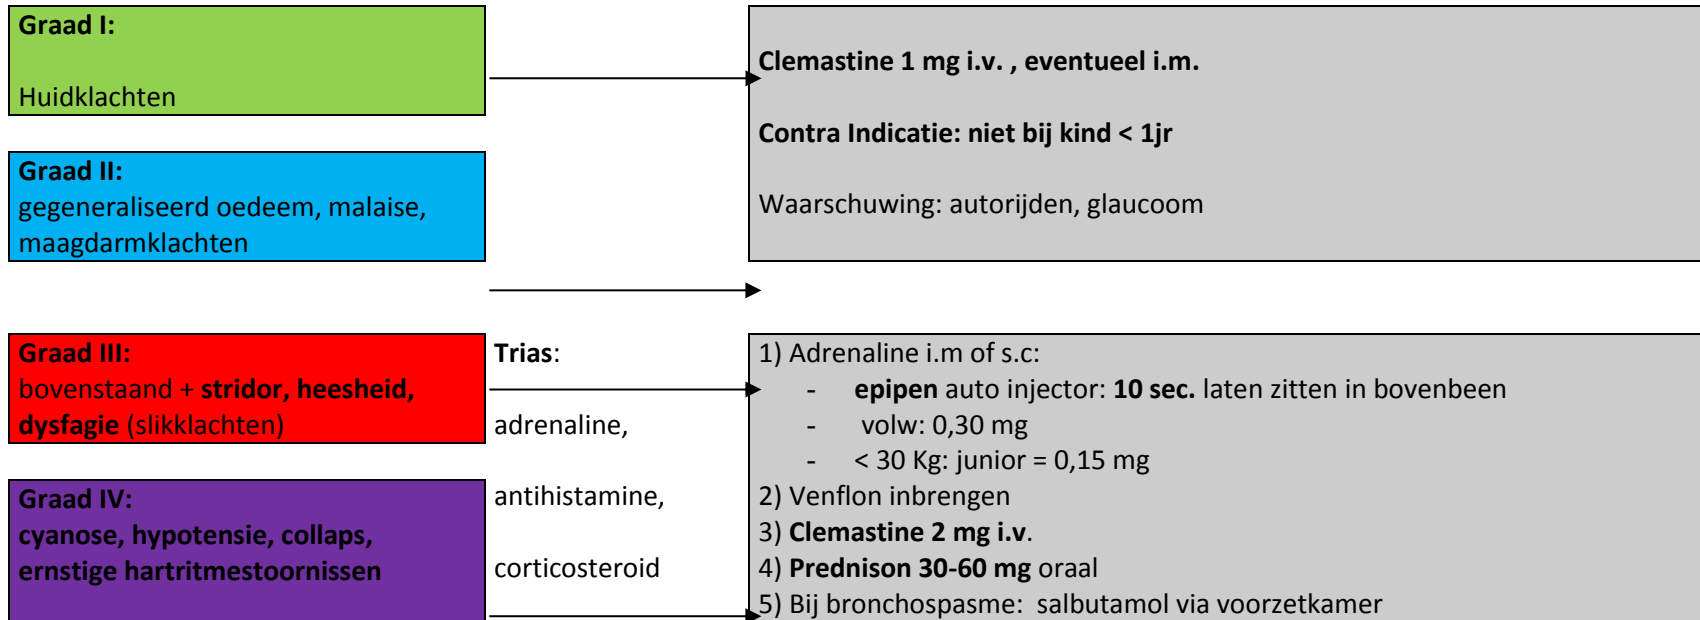 Graad I:
Huidklachten
Clemastine 1 mg i.v. , eventueel i.m.
Contra Indicatie: niet bij kind < 1jr
Waarschuwing: autorijden, glaucoom
Graad II:
gegeneraliseerd oedeem, malaise,
maagdarmklachten
Graad III:
bovenstaand + stridor, heesheid,
dysfagie (slikklachten)
Graad IV:
cyanose, hypotensie, collaps,
ernstige hartritmestoornissen
Trias:
adrenaline,
antihistamine,
corticosteroid
1) Adrenaline i.m of s.c:
- epipen auto injector: 10 sec. laten zitten in bovenbeen
- volw: 0,30 mg
- < 30 Kg: junior = 0,15 mg
2) Venflon inbrengen
3) Clemastine 2 mg i.v.
4) Prednison 30-60 mg oraal
5) Bij bronchospasme: salbutamol via voorzetkamer